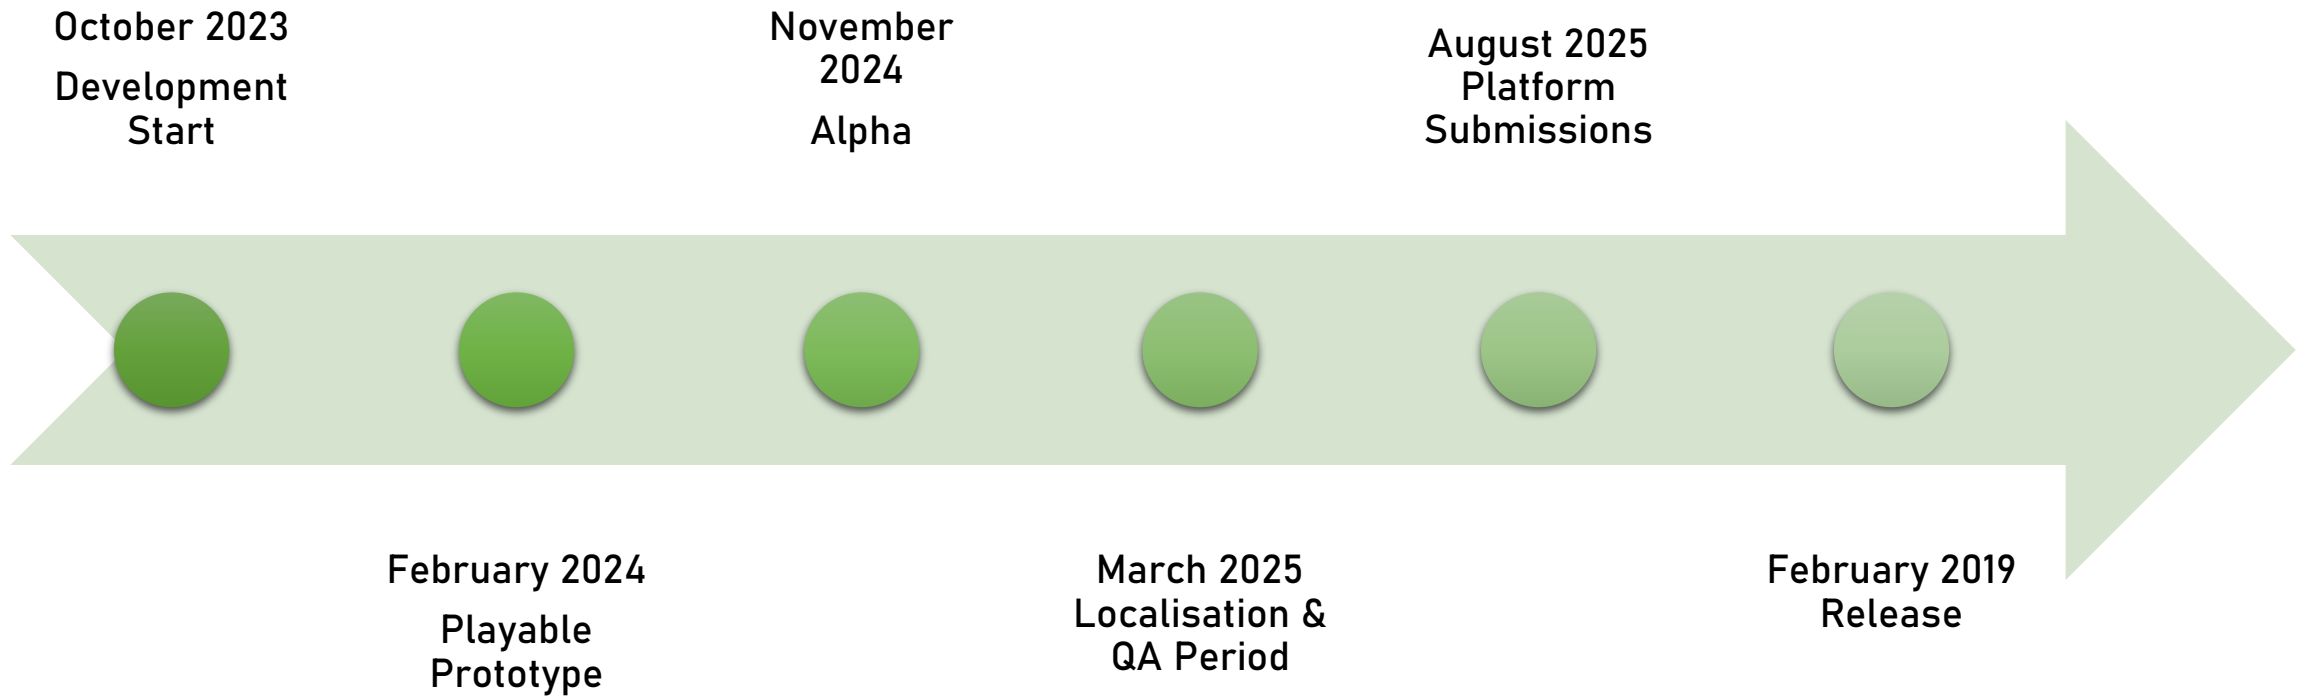 October 2023
Development
Start
February 2024
Playable
Prototype
November
2024
Alpha
March 2025
Localisation &
QA Period
August 2025
Platform
Submissions
February 2019
Release